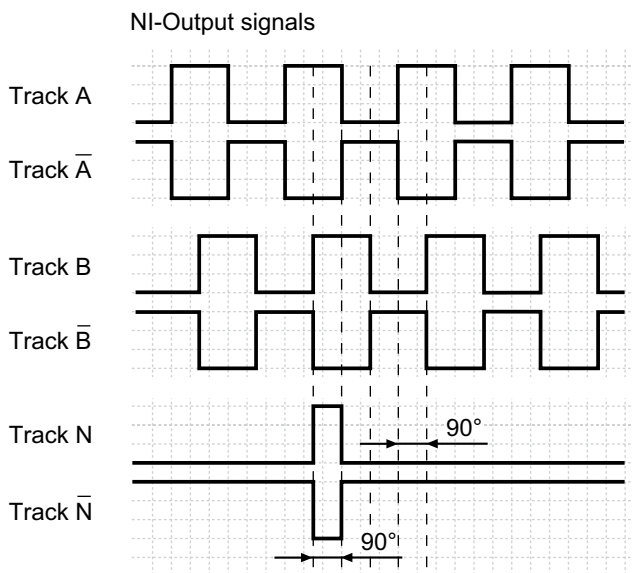 NI-Output signals
Track A
Track A̅
Track B
Track B̅
Track N
90°
Track N̅
90°